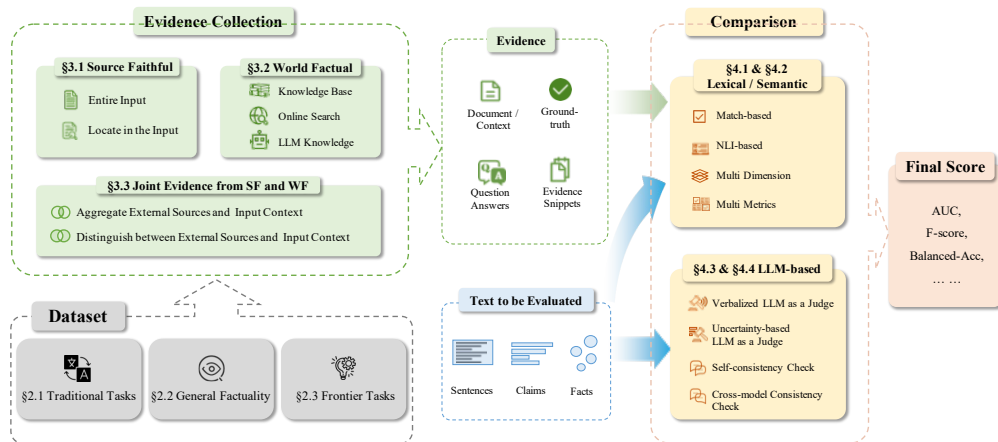 Evidence Collection
§3.1 Source Faithful
Entire Input
Locate in the Input
§3.2 World Factual
Knowledge Base
Online Search
LLM Knowledge
§3.3 Joint Evidence from SF and WF
Aggregate External Sources and Input Context
Distinguish between External Sources and Input Context
Dataset
§2.1 Traditional Tasks
§2.2 General Factuality
§2.3 Frontier Tasks
Evidence
Document /
Context
Ground-
truth
Question
Answers
Evidence
Snippets
Text to be Evaluated
Sentences
Claims
Facts
Comparison
§4.1 & §4.2
Lexical / Semantic
Match-based
NLI-based
Multi Dimension
Multi Metrics
§4.3 & §4.4 LLM-based
Verbalized LLM as a Judge
Uncertainty-based
LLM as a Judge
Self-consistency Check
Cross-model Consistency
Check
Final Score
AUC,
F-score,
Balanced-Acc,
... ...